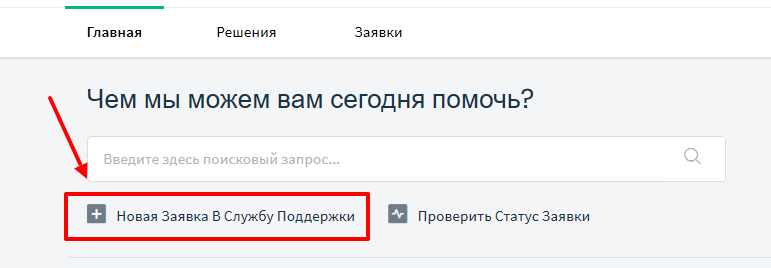 Главная Решения Заявки
Чем мы можем вам сегодня помочь?
Введите здесь поисковый запрос...
Новая Заявка В Службу Поддержки Проверить Статус Заявки